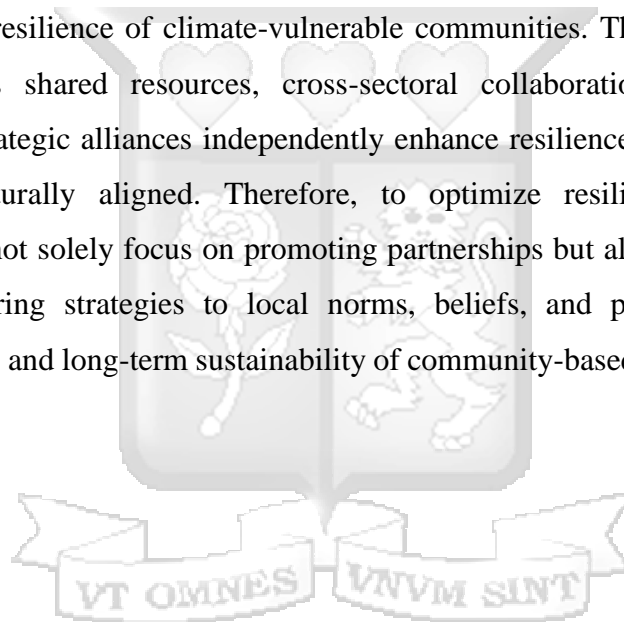 resilience of climate-vulnerable communities. Th
shared resources, cross-sectoral collaboratio
ategic alliances independently enhance resilience
urally aligned. Therefore, to optimize resili
not solely focus on promoting partnerships but al
ring strategies to local norms, beliefs, and p
and long-term sustainability of community-based
VT OMNES VNVM SINT